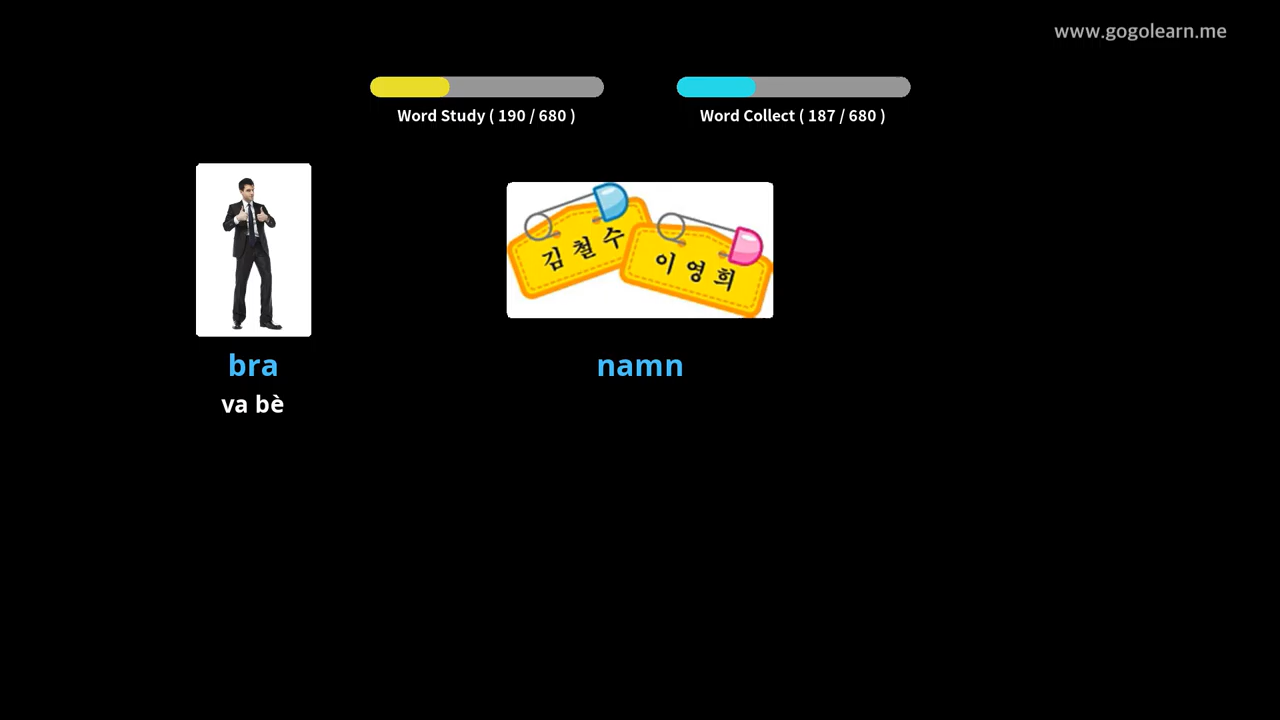 www.gogolearn.me
Word Study ( 190 / 680 )
Word Collect ( 187 / 680 )
김철수
이영희
bra
namn
va bè